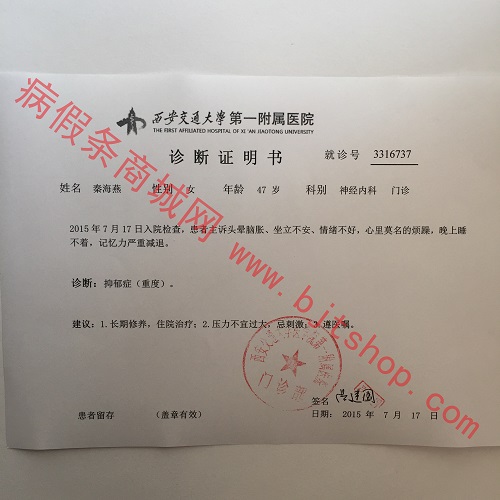 西安交通大学第一附属医院
THE FIRST AFFILIATED HOSPITAL OF XI'AN JIAOTONG UNIVERSITY
诊断证明书 就诊号 3316737
姓名 秦海燕 性别 女 年龄 47 岁 科别 神经内科 门诊
2015 年 7 月 17 日入院检查，患者主诉头晕脑胀、坐立不安、情绪不好，心里莫名的烦躁，晚上睡
不着，记忆力严重减退。
诊断：抑郁症（重度）。
建议：1.长期修养，住院治疗；2.压力不宜过大，忌刺激；3.遵医嘱。
签名
患者留存 （盖章有效） 日期： 2015 年 7 月 17 日
病假条商城网 www.bjtshop.com